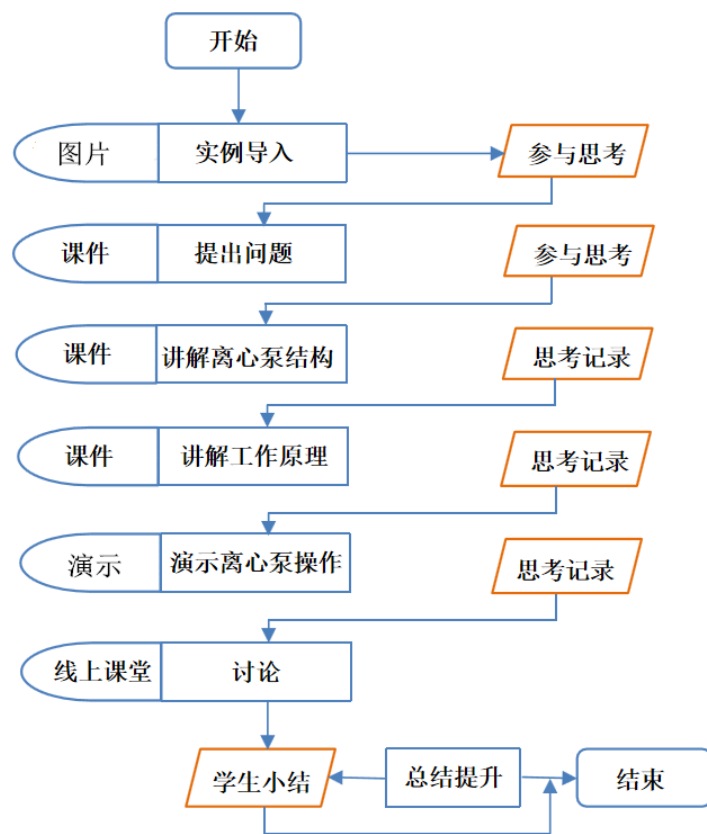 开始
图片
实例导入
参与思考
课件
提出问题
参与思考
课件
讲解离心泵结构
思考记录
课件
讲解工作原理
思考记录
演示
演示离心泵操作
思考记录
线上课堂
讨论
学生小结
总结提升
结束